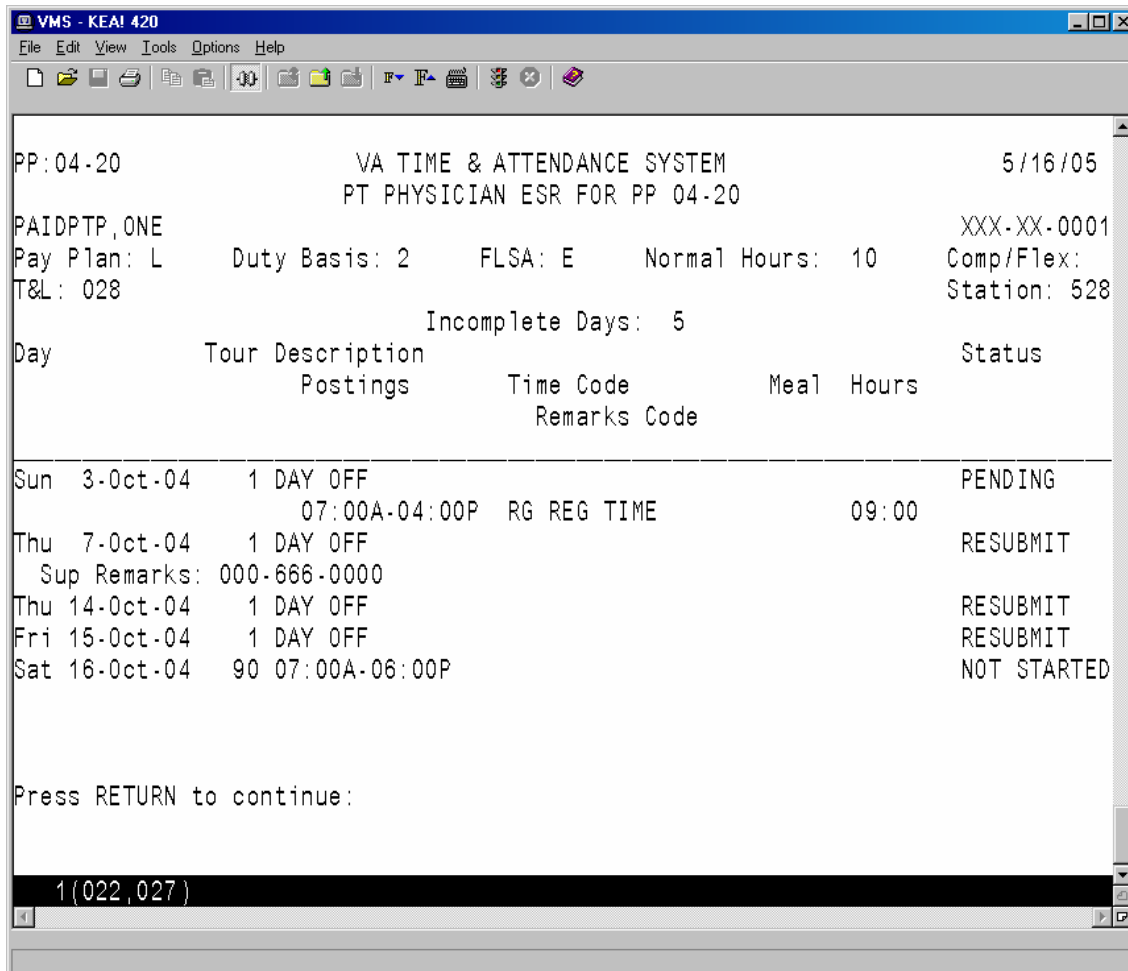 VMS - KEA! 420
File Edit View Tools Options Help
PP:04-20 VA TIME & ATTENDANCE SYSTEM 5/16/05
PT PHYSICIAN ESR FOR PP 04-20
PAIDPTP,ONE XXX-XX-0001
Pay Plan: L Duty Basis: 2 FLSA: E Normal Hours: 10 Comp/Flex:
T&L: 028 Station: 528
Incomplete Days: 5
Day Tour Description Status
Postings Time Code Meal Hours
Remarks Code
Sun 3-Oct-04 1 DAY OFF PENDING
07:00A-04:00P RG REG TIME 09:00
Thu 7-Oct-04 1 DAY OFF RESUBMIT
Sup Remarks: 000-666-0000
Thu 14-Oct-04 1 DAY OFF RESUBMIT
Fri 15-Oct-04 1 DAY OFF RESUBMIT
Sat 16-Oct-04 90 07:00A-06:00P NOT STARTED
Press RETURN to continue:
1(022,027)